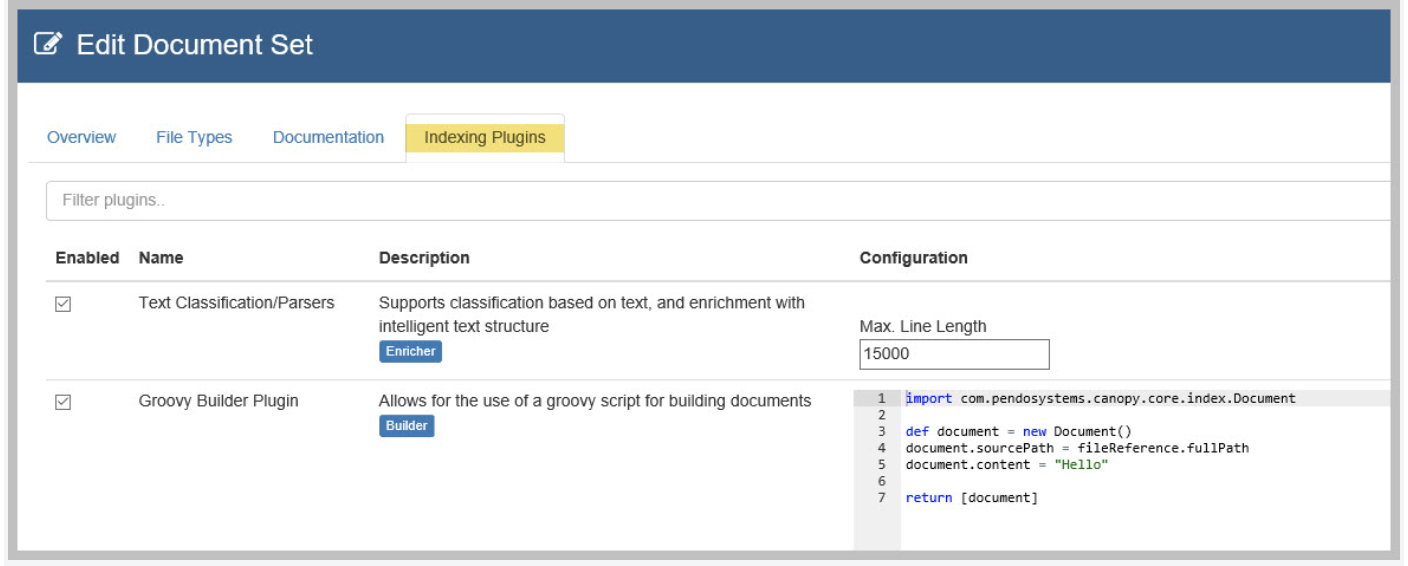 Edit Document Set
Overview File Types Documentation Indexing Plugins
Filter plugins..
Enabled Name Description Configuration
Text Classification/Parsers
Supports classification based on text, and enrichment with
intelligent text structure
Enricher
Max. Line Length
15000
Groovy Builder Plugin
Allows for the use of a groovy script for building documents
Builder
1 import com.pendosystems.canopy.core.index.Document
2
3 def document = new Document()
4 document.sourcePath = fileReference.fullPath
5 document.content = "Hello"
6
7 return [document]